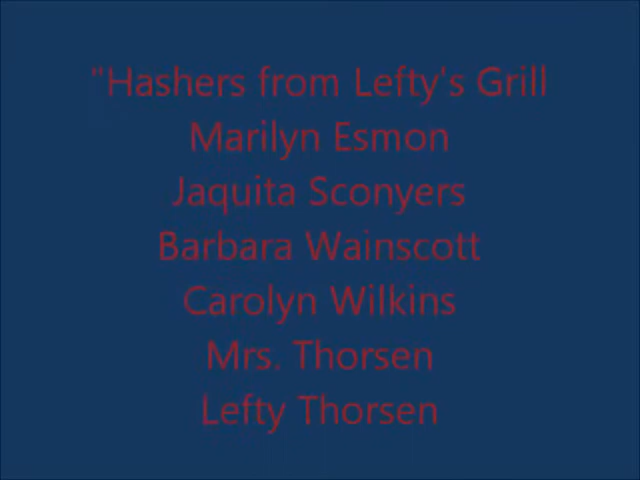 "Hashers from Lefty's Grill
Marilyn Esmon
Jaquita Sconyers
Barbara Wainscott
Carolyn Wilkins
Mrs. Thorsen
Lefty Thorsen